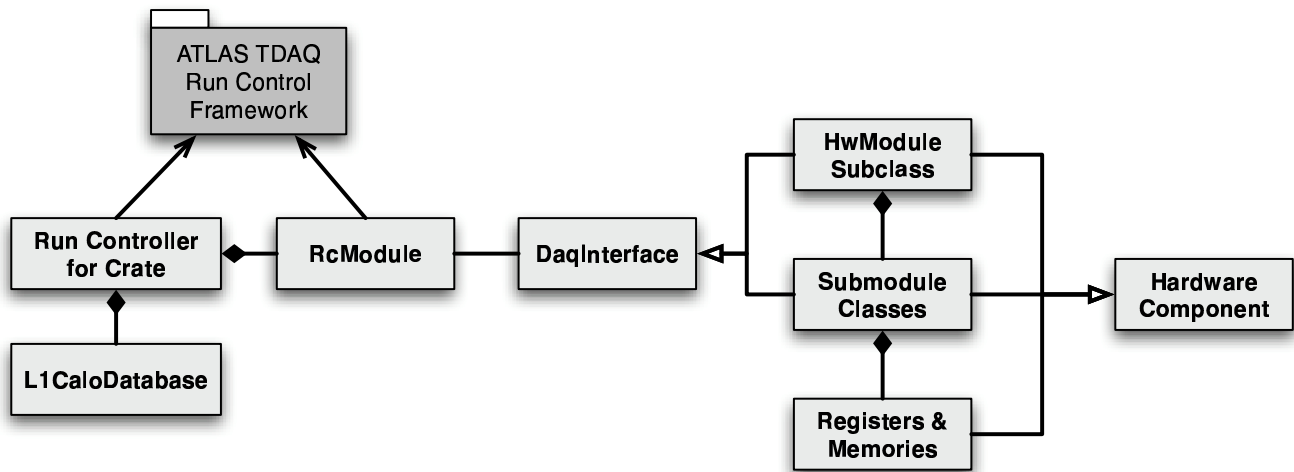 ATLAS TDAQ
Run Control
Framework
HwModule
Subclass
Run Controller
for Crate
RcModule
DaqInterface
Submodule
Classes
Hardware
Component
L1CaloDatabase
Registers &
Memories